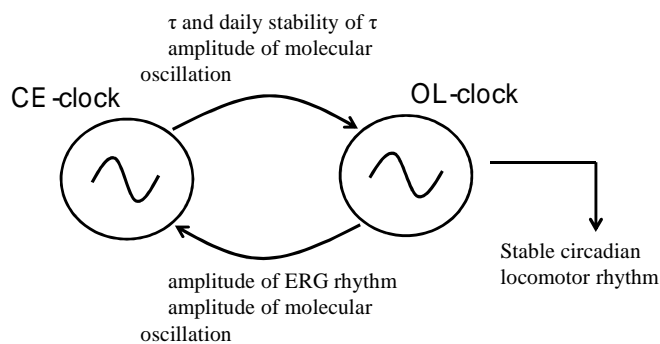 τ and daily stability of τ
amplitude of molecular
oscillation
CE-clock
OL-clock
Stable circadian
locomotor rhythm
amplitude of ERG rhythm
amplitude of molecular
oscillation